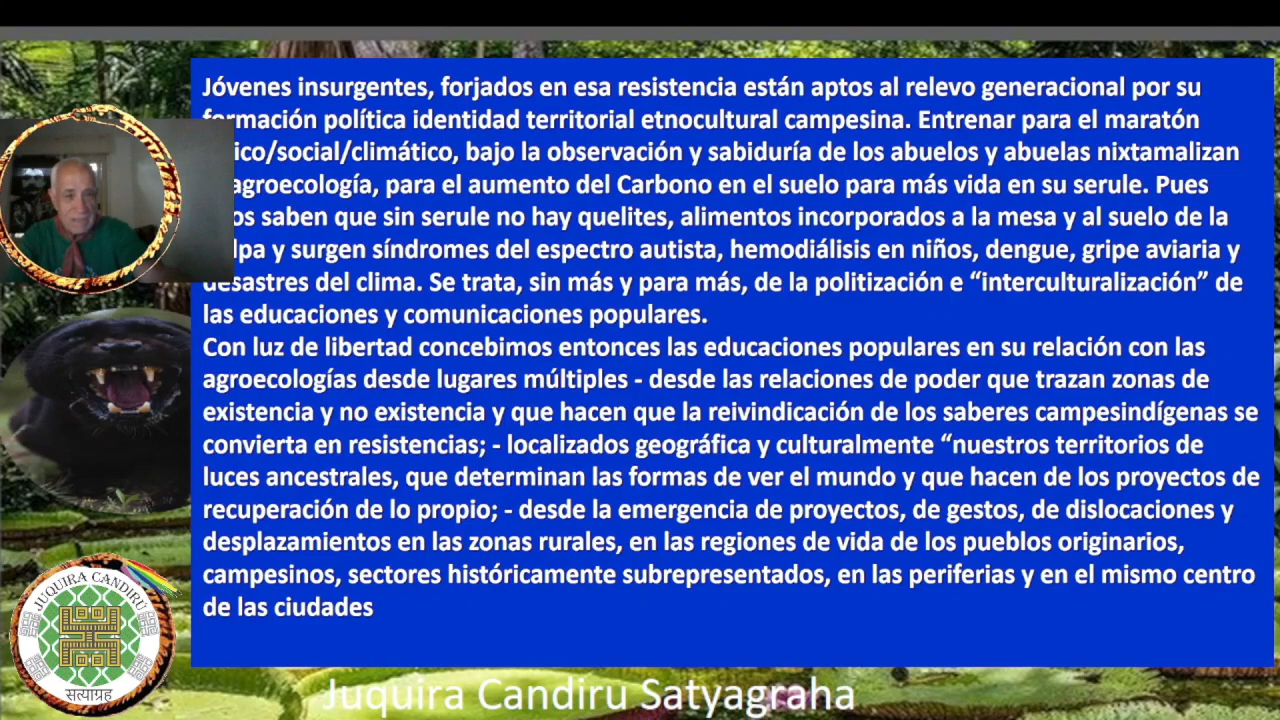 Jóvenes insurgentes, forjados en esa resistencia están aptos al relevo generacional por su
formación política identidad territorial etnocultural campesina. Entrenar para el maratón
ico/social/climático, bajo la observación y sabiduría de los abuelos y abuelas nixtamalizan
agroecología, para el aumento del Carbono en el suelo para más vida en su serule. Pues
os saben que sin serule no hay quelites, alimentos incorporados a la mesa y al suelo de la
lpa y surgen síndromes del espectro autista, hemodiálisis en niños, dengue, gripe aviaria y
desastres del clima. Se trata, sin más y para más, de la politización e “interculturalización” de
las educaciones y comunicaciones populares.
Con luz de libertad concebimos entonces las educaciones populares en su relación con las
agroecologías desde lugares múltiples - desde las relaciones de poder que trazan zonas de
existencia y no existencia y que hacen que la reivindicación de los saberes campesindígenas se
convierta en resistencias; - localizados geográfica y culturalmente “nuestros territorios de
luces ancestrales, que determinan las formas de ver el mundo y que hacen de los proyectos de
recuperación de lo propio; - desde la emergencia de proyectos, de gestos, de dislocaciones y
desplazamientos en las zonas rurales, en las regiones de vida de los pueblos originarios,
campesinos, sectores históricamente subrepresentados, en las periferias y en el mismo centro
de las ciudades
JUQUIRA CANDIRU
सत्याग्रह
Juquira Candiru Satyagraha